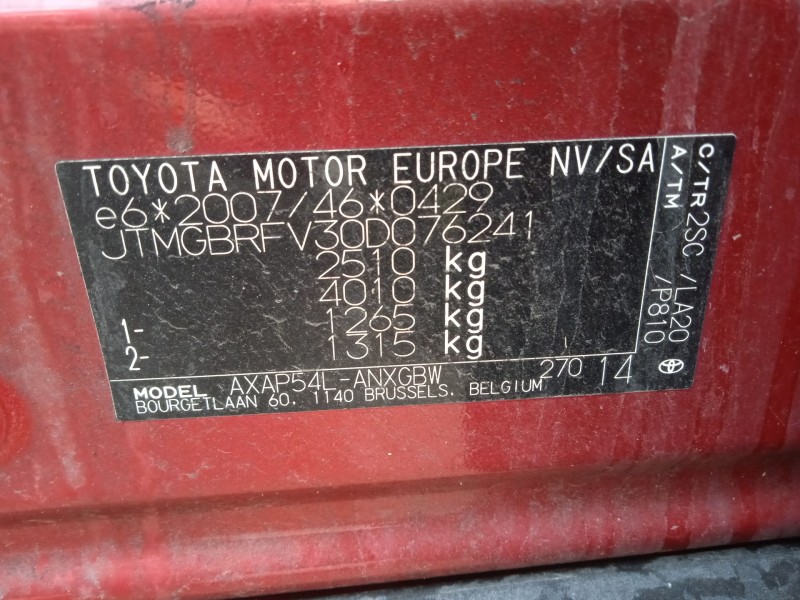 TOYOTA MOTOR EUROPE NV/SA
e6*2007/46*0429
JTMGBRFV30D076241
2510 kg
4010 kg
1- 1265 kg
2- 1315 kg
MODEL AXAP54L-ANXGBW 270 14
BOURGETLAAN 60, 1140 BRUSSELS, BELGIUM
C/TR 2SC /LA20
A/TM /P810